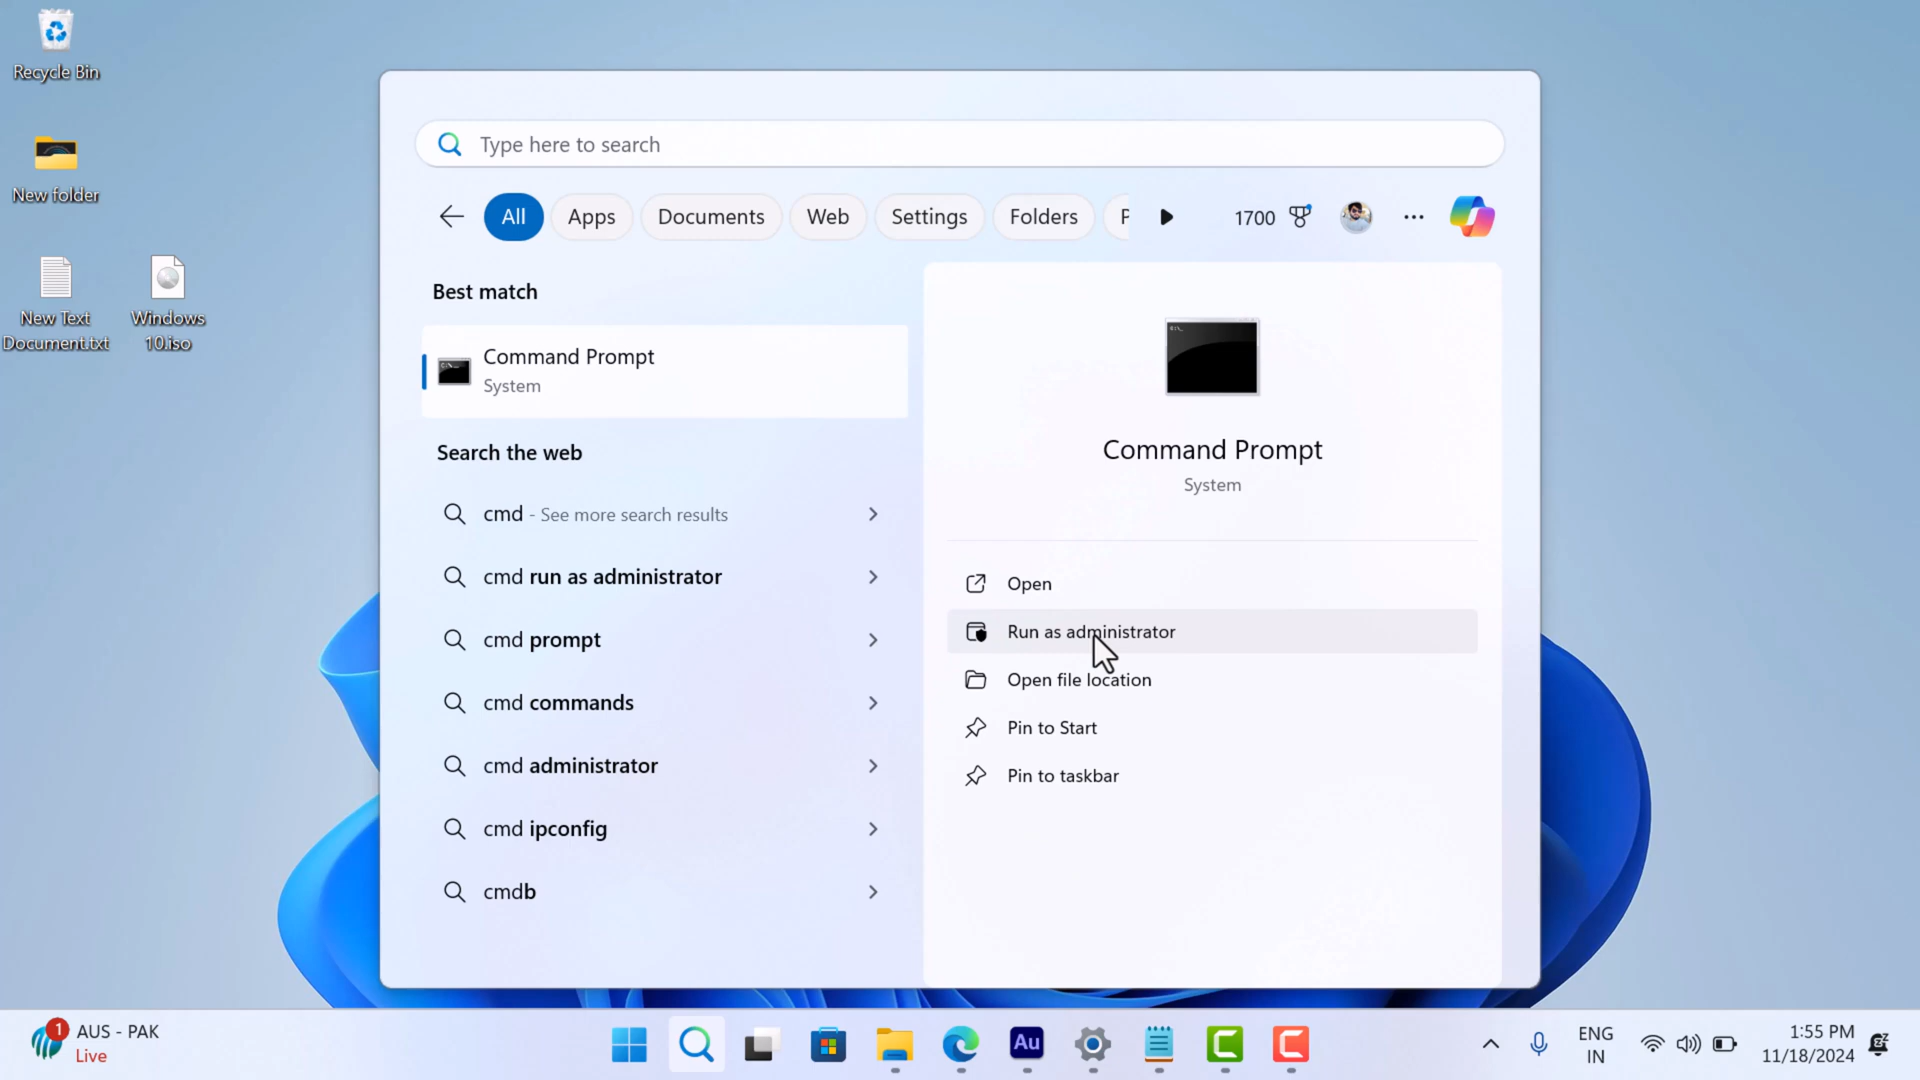 Recycle Bin
New folder
New Text
Document.txt
Windows
10.iso
Type here to search
All
Apps
Documents
Web
Settings
Folders
P
1700
Best match
Command Prompt
System
Search the web
cmd - See more search results
cmd run as administrator
cmd prompt
cmd commands
cmd administrator
cmd ipconfig
cmdb
Command Prompt
System
Open
Run as administrator
Open file location
Pin to Start
Pin to taskbar
1
AUS - PAK
Live
Au
ENG
IN
1:55 PM
11/18/2024